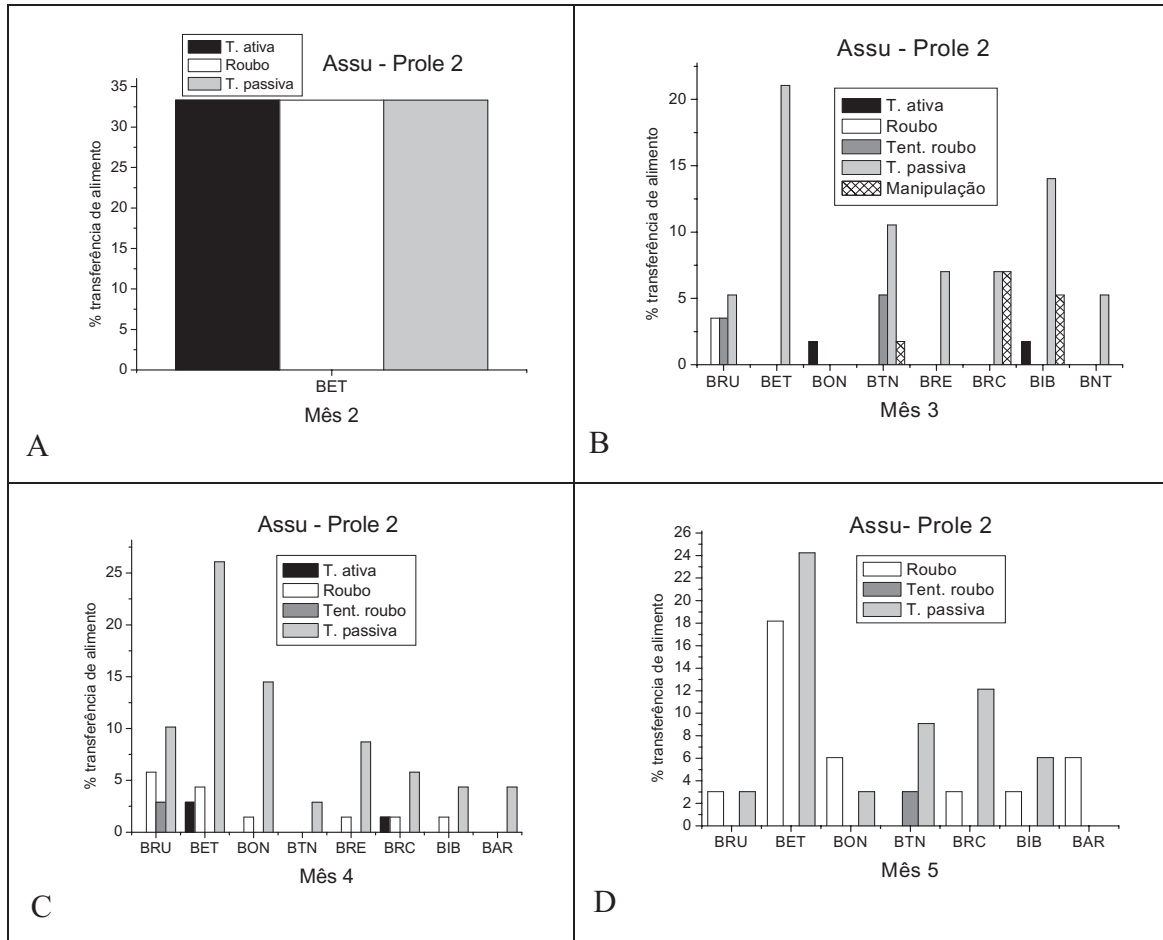 T. ativa
Roubo
T. passiva
Assu - Prole 2
35
30
25
20
15
10
5
0
% transferência de alimento
BET
Mês 2
A
Assu - Prole 2
T. ativa
Roubo
Tent. roubo
T. passiva
Manipulação
20
15
10
5
0
% transferência de alimento
BRU BET BON BTN BRE BRC BIB BNT
Mês 3
B
Assu - Prole 2
T. ativa
Roubo
Tent. roubo
T. passiva
25
20
15
10
5
0
% transferência de alimento
BRU BET BON BTN BRE BRC BIB BAR
Mês 4
C
Assu- Prole 2
Roubo
Tent. roubo
T. passiva
26
24
22
20
18
16
14
12
10
8
6
4
3
2
0
% transferência de alimento
BRU BET BON BTN BRC BIB BAR
Mês 5
D